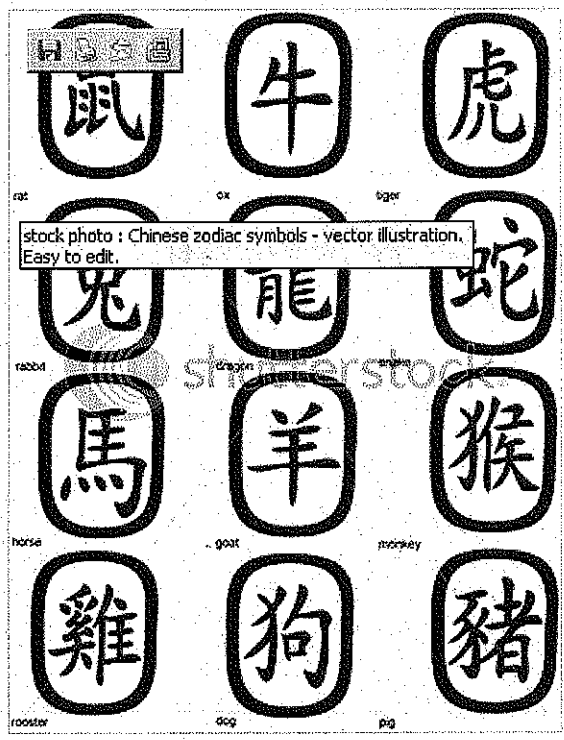 鼠 牛 虎
rat ox tiger
stock photo : Chinese zodiac symbols - vector illustration.
Easy to edit.
兔 龍 蛇
rabbit dragon snake
shutterstock
馬 羊 猴
horse goat monkey
雞 狗 豬
rooster dog pig